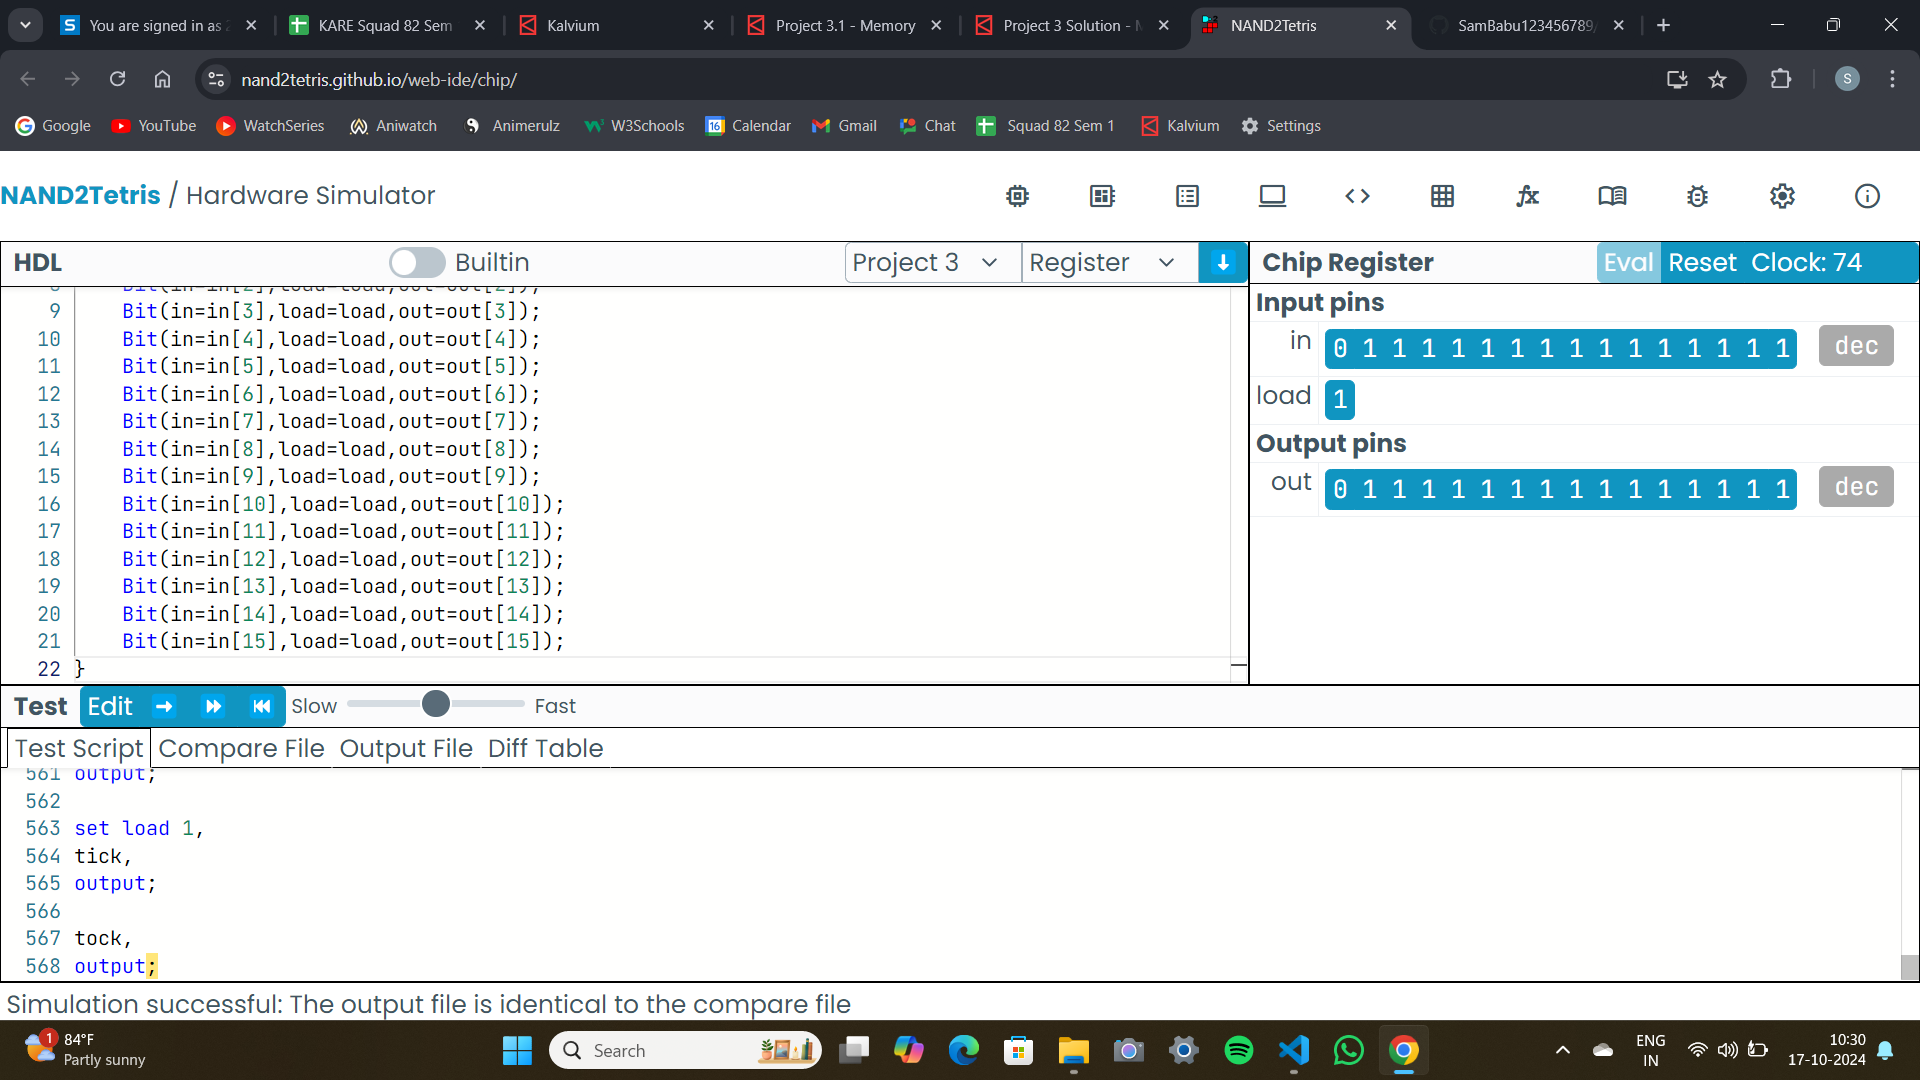 You are signed in as
KARE Squad 82 Sem
Kalvium
Project 3.1 - Memory
Project 3 Solution -
NAND2Tetris
SamBabu123456789/
nand2tetris.github.io/web-ide/chip/
S
Google YouTube WatchSeries Aniwatch Animerulz W3Schools Calendar Gmail Chat Squad 82 Sem 1 Kalvium Settings
NAND2Tetris / Hardware Simulator
HDL Builtin Project 3 Register
8 Bit(in=in[2],load=load,out=out[2]);
9 Bit(in=in[3],load=load,out=out[3]);
10 Bit(in=in[4],load=load,out=out[4]);
11 Bit(in=in[5],load=load,out=out[5]);
12 Bit(in=in[6],load=load,out=out[6]);
13 Bit(in=in[7],load=load,out=out[7]);
14 Bit(in=in[8],load=load,out=out[8]);
15 Bit(in=in[9],load=load,out=out[9]);
16 Bit(in=in[10],load=load,out=out[10]);
17 Bit(in=in[11],load=load,out=out[11]);
18 Bit(in=in[12],load=load,out=out[12]);
19 Bit(in=in[13],load=load,out=out[13]);
20 Bit(in=in[14],load=load,out=out[14]);
21 Bit(in=in[15],load=load,out=out[15]);
22 }
Chip Register Eval Reset Clock: 74
Input pins
in 0 1 1 1 1 1 1 1 1 1 1 1 1 1 1 1 dec
load 1
Output pins
out 0 1 1 1 1 1 1 1 1 1 1 1 1 1 1 1 dec
Test Edit Slow Fast
Test Script Compare File Output File Diff Table
561 output;
562
563 set load 1,
564 tick,
565 output;
566
567 tock,
568 output;
Simulation successful: The output file is identical to the compare file
1
84°F
Partly sunny
Search
ENG
IN
10:30
17-10-2024